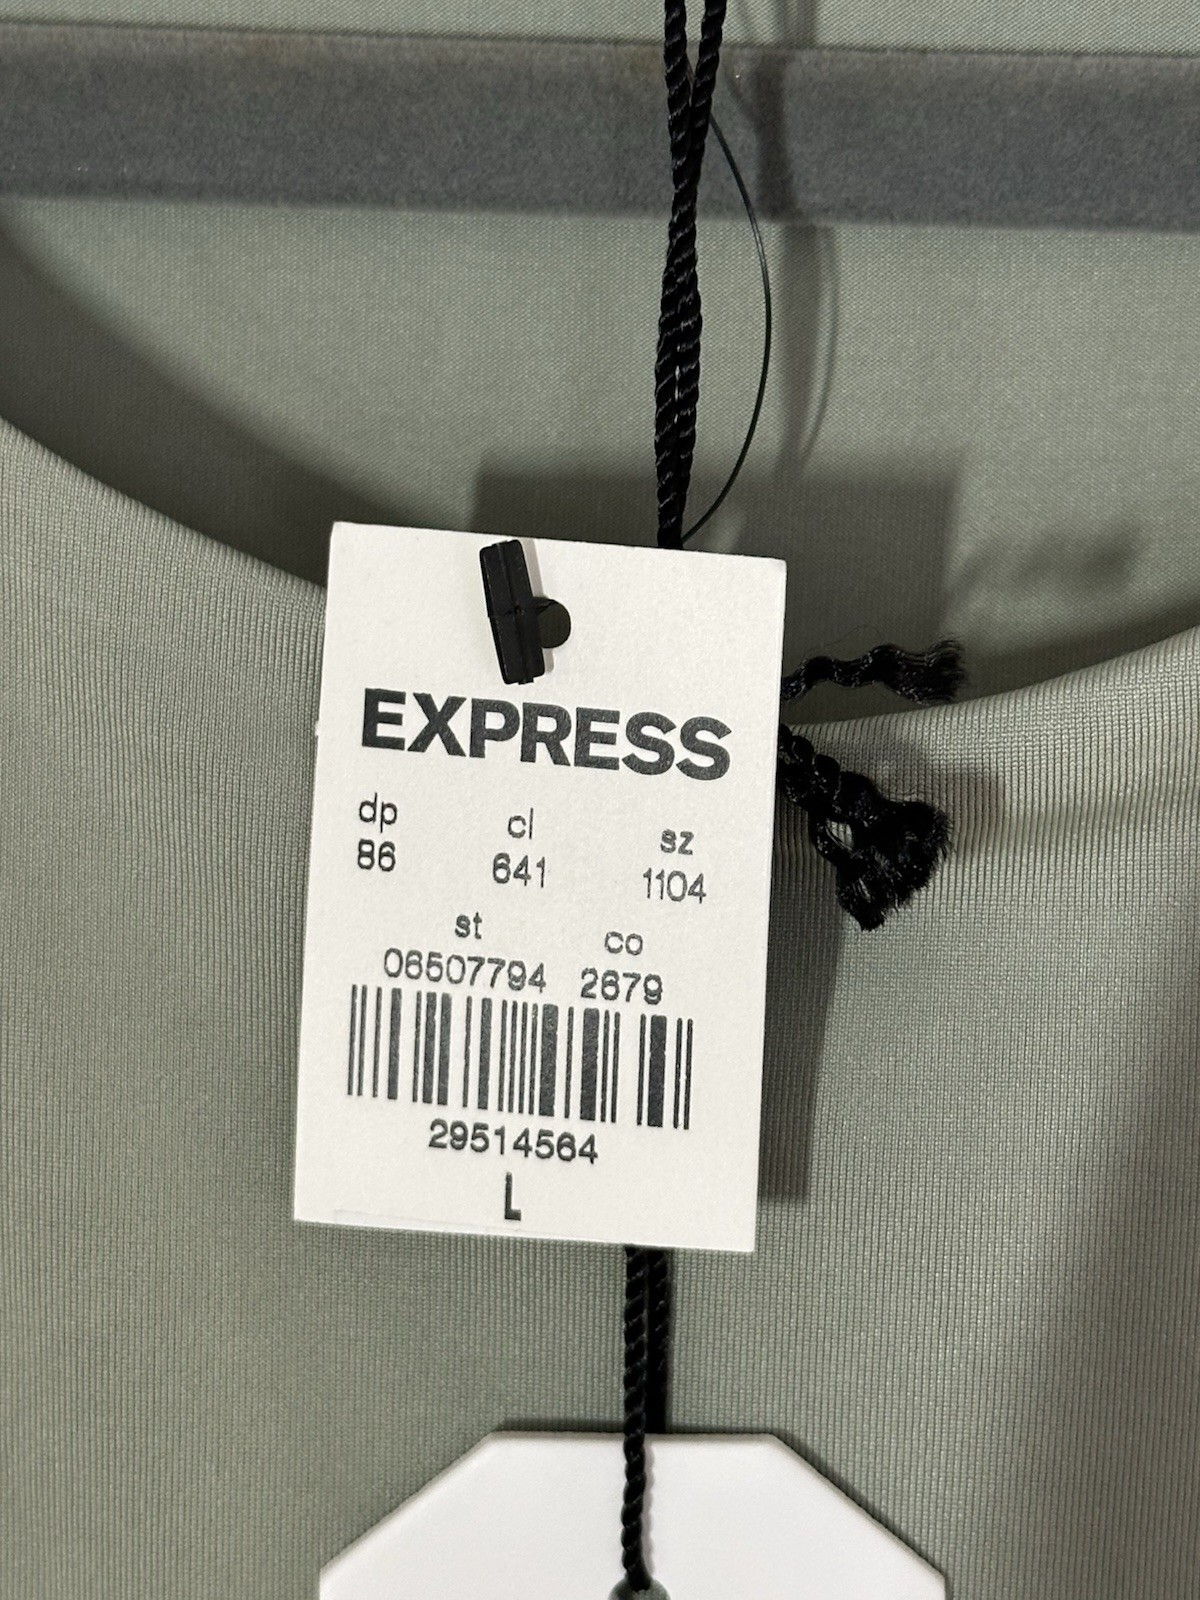 EXPRESS
dp cl sz
86 641 1104
st co
06507794 2679
29514564
L